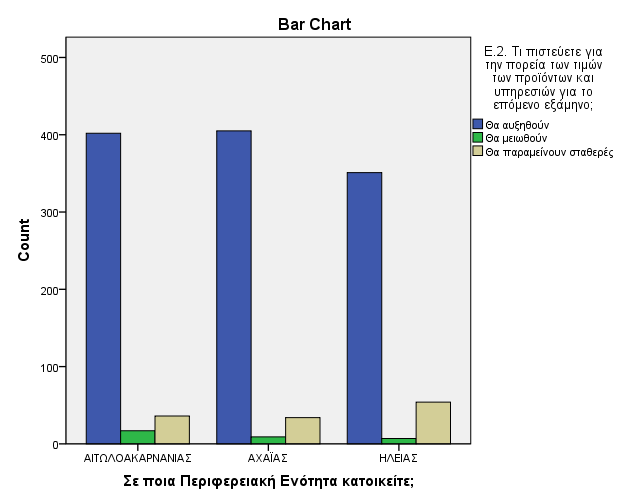 Bar Chart
Ε.2. Τι πιστεύετε για
την πορεία των τιμών
των προϊόντων και
υπηρεσιών για το
επόμενο εξάμηνο;
Θα αυξηθούν
Θα μειωθούν
Θα παραμείνουν σταθερές
Count
500
400
300
200
100
0
ΑΙΤΩΛΟΑΚΑΡΝΑΝΙΑΣ
ΑΧΑΪΑΣ
ΗΛΕΙΑΣ
Σε ποια Περιφερειακή Ενότητα κατοικείτε;